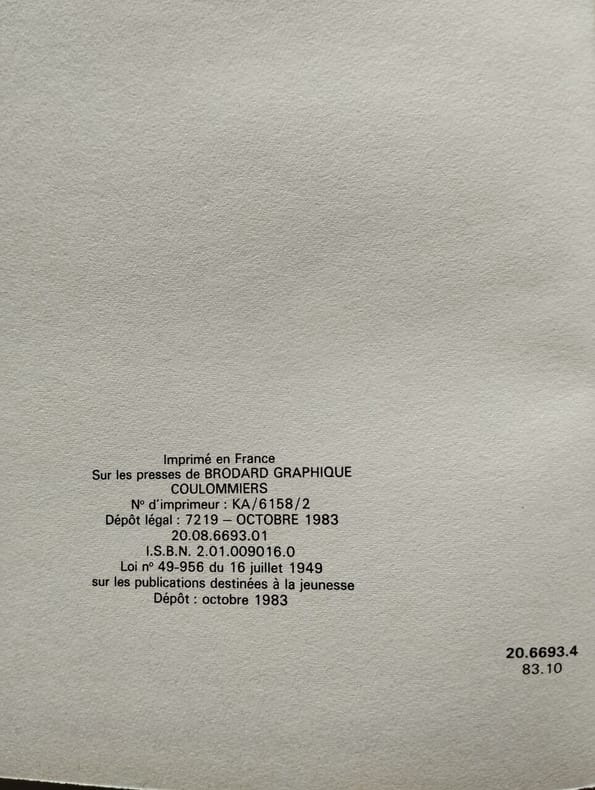 Imprimé en France
Sur les presses de BRODARD GRAPHIQUE
COULOMMIERS
Nº d'imprimeur : KA/6158/2
Dépôt légal : 7219 – OCTOBRE 1983
20.08.6693.01
I.S.B.N. 2.01.009016.0
Loi nº 49-956 du 16 juillet 1949
sur les publications destinées à la jeunesse
Dépôt : octobre 1983
20.6693.4
83.10